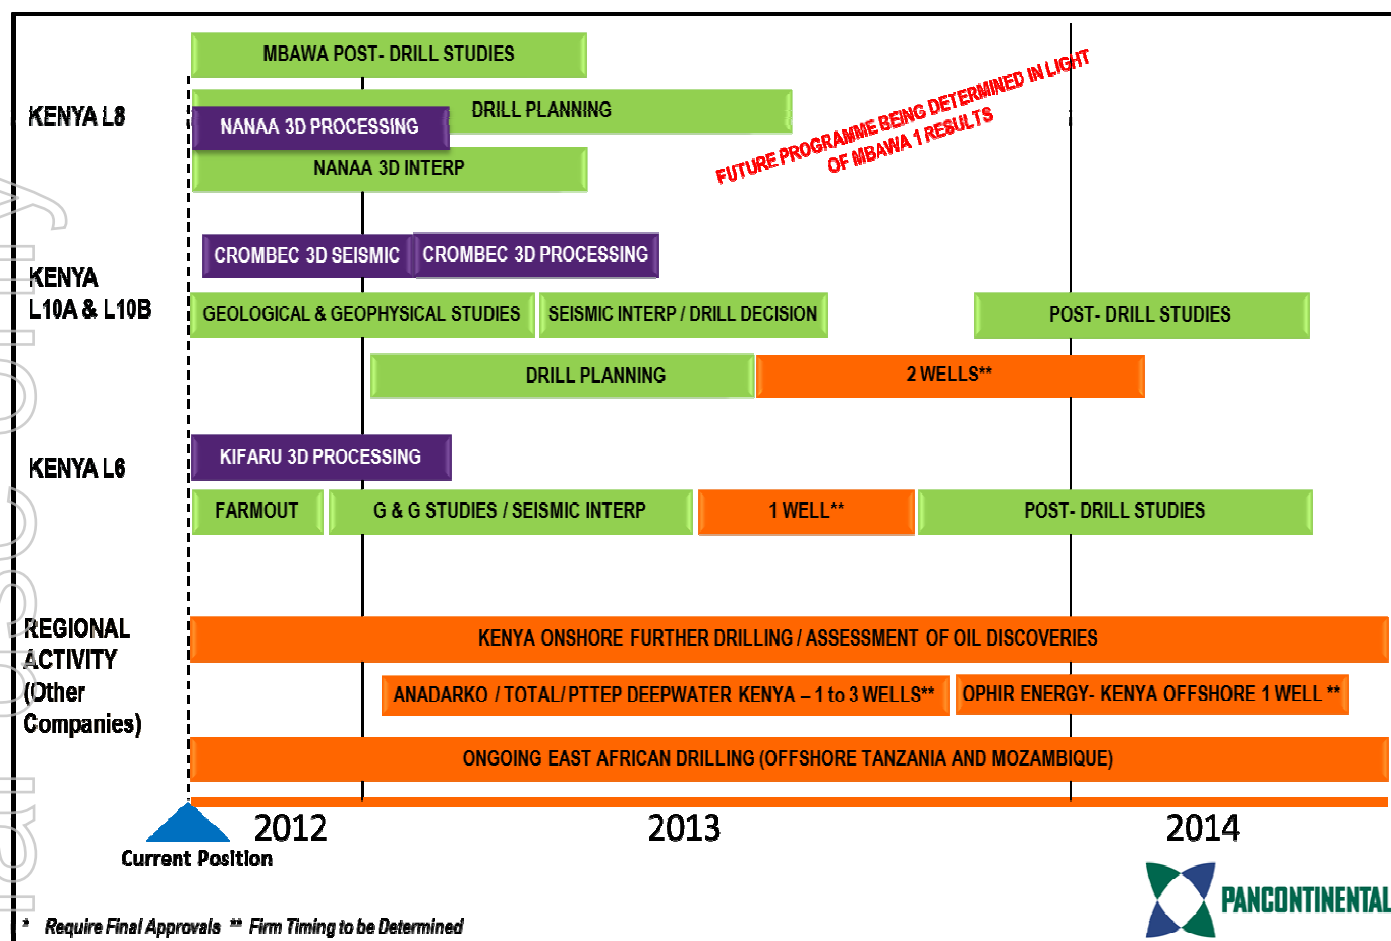 MBAWA POST- DRILL STUDIES
KENYA L8
DRILL PLANNING
NANAA 3D PROCESSING
NANAA 3D INTERP
FUTURE PROGRAMME BEING DETERMINED IN LIGHT
OF MBAWA 1 RESULTS
KENYA
L10A & L10B
CROMBEC 3D SEISMIC
CROMBEC 3D PROCESSING
GEOLOGICAL & GEOPHYSICAL STUDIES
SEISMIC INTERP / DRILL DECISION
POST- DRILL STUDIES
DRILL PLANNING
2 WELLS**
KENYA L6
KIFARU 3D PROCESSING
FARMOUT
G & G STUDIES / SEISMIC INTERP
1 WELL**
POST- DRILL STUDIES
REGIONAL
ACTIVITY
(Other
Companies)
KENYA ONSHORE FURTHER DRILLING / ASSESSMENT OF OIL DISCOVERIES
ANADARKO / TOTAL/ PTTEP DEEPWATER KENYA – 1 to 3 WELLS**
OPHIR ENERGY- KENYA OFFSHORE 1 WELL **
ONGOING EAST AFRICAN DRILLING (OFFSHORE TANZANIA AND MOZAMBIQUE)
2012
2013
2014
Current Position
PANCONTINENTAL
* Require Final Approvals ** Firm Timing to be Determined